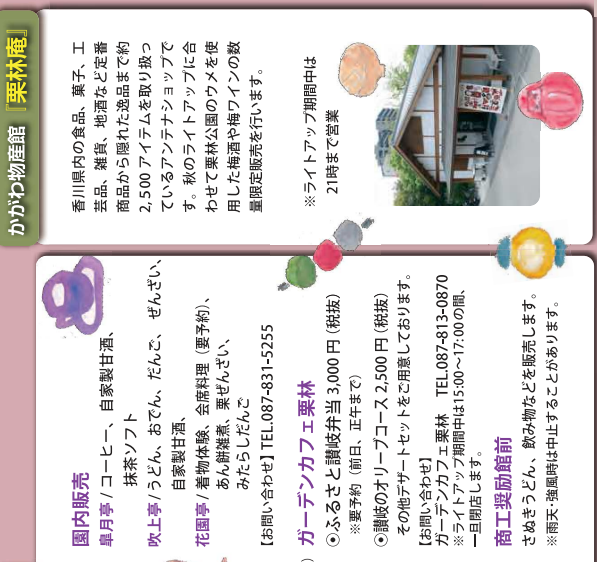 かがわ物産館『栗林庵』
香川県内の食品、菓子、工
芸品、雑貨、地酒など定番
商品から隠れた逸品まで約
2,500 アイテムを取り扱っ
ているアンテナショップで
す。秋のライトアップに合
わせて栗林公園のウメを使
用した梅酒や梅ワインの数
量限定販売を行います。
※ライトアップ期間中は
21時まで営業
園内販売
皐月亭 / コーヒー、自家製甘酒、
抹茶ソフト
吹上亭 / うどん、おでん、だんご、ぜんざい、
自家製甘酒、
花園亭 / 着物体験、会席料理(要予約)、
あん餅雑煮、栗ぜんざい、
みたらしだんご
【お問い合わせ】TEL.087-831-5255
ガーデンカフェ栗林
⦿ふるさと讃岐弁当 3,000 円(税抜)
※要予約(前日、正午まで)
⦿讃岐のオリーブコース 2,500 円(税抜)
その他デザートセットをご用意しております。
【お問い合わせ】
ガーデンカフェ栗林 TEL.087-813-0870
※ライトアップ期間中は15:00～17:00の間、
一旦閉店します。
商工奨励館前
さぬきうどん、飲み物などを販売します。
※雨天・強風時は中止することがあります。